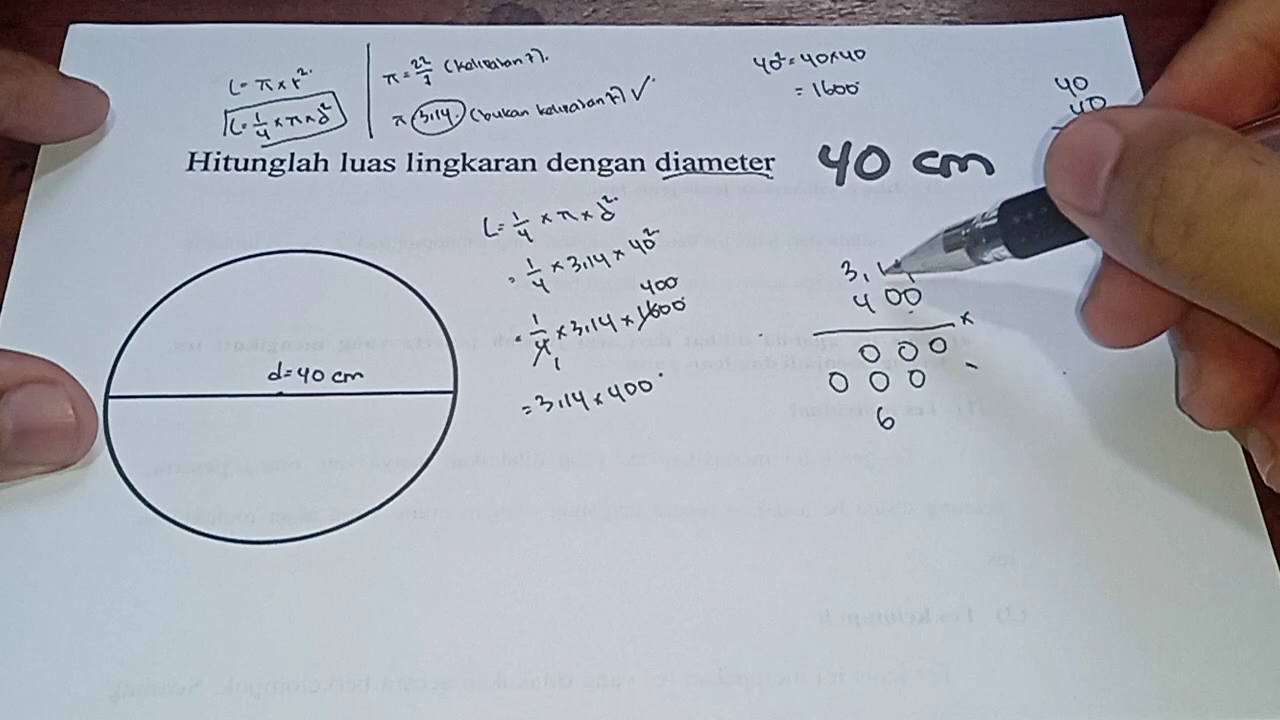 L = π × r².
L = 1/4 × π × d²
π = 22/7 (kelipatan 7).
π 3,14. (bukan kelipatan 7) ✓
40² = 40 × 40
= 1600
40
40
Hitunglah luas lingkaran dengan diameter 40 cm
d = 40 cm
L = 1/4 × π × d²
= 1/4 × 3,14 × 40²
400
= 1/4 × 3,14 × 1600
1
= 3,14 × 400
3,
400 ×
000
000
6